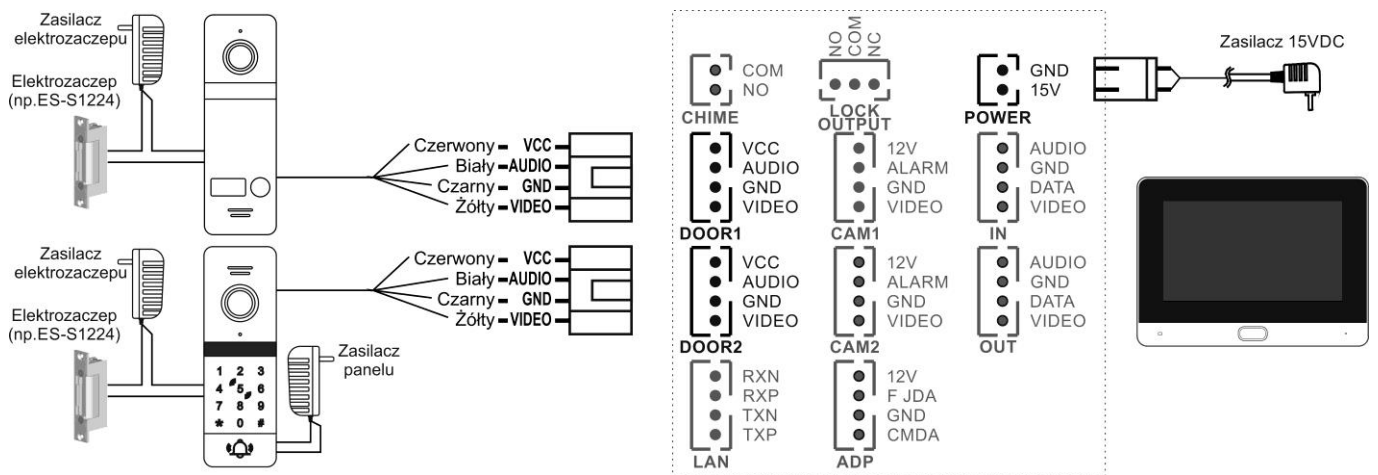 Zasilacz
elektrozaczepu
Elektrozaczep
(np.ES-S1224)
Czerwony VCC
Biały AUDIO
Czarny GND
Żółty VIDEO
Zasilacz
elektrozaczepu
Elektrozaczep
(np.ES-S1224)
1 2 3
4 5 6
7 8 9
* 0 #
Zasilacz
panelu
Czerwony VCC
Biały AUDIO
Czarny GND
Żółty VIDEO
COM
NO
CHIME
NO
COM
NC
LOCK
OUTPUT
GND
15V
POWER
Zasilacz 15VDC
VCC
AUDIO
GND
VIDEO
DOOR1
12V
ALARM
GND
VIDEO
CAM1
AUDIO
GND
DATA
VIDEO
IN
VCC
AUDIO
GND
VIDEO
DOOR2
12V
ALARM
GND
VIDEO
CAM2
AUDIO
GND
DATA
VIDEO
OUT
RXN
RXP
TXN
TXP
LAN
12V
F JDA
GND
CMDA
ADP